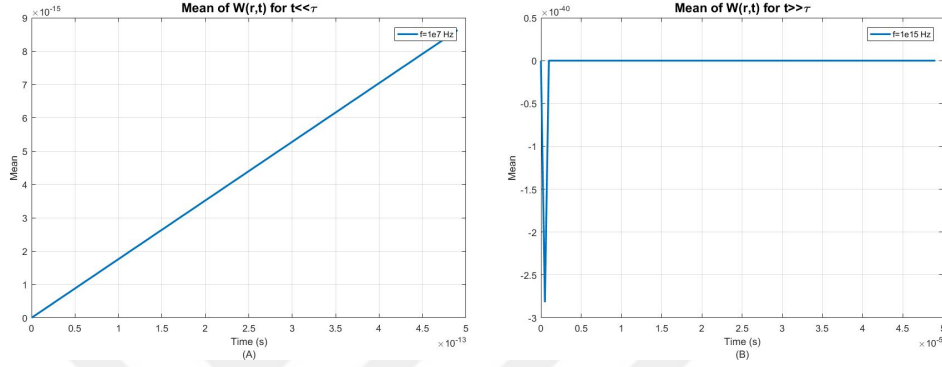 Mean of W(r,t) for t<<τ
×10-15
f=1e7 Hz
9
8
7
6
5
4
3
2
1
0
Mean
0 0.5 1 1.5 2 2.5 3 3.5 4 4.5 5
Time (s)
×10-13
(A)
Mean of W(r,t) for t>>τ
×10-40
f=1e15 Hz
0.5
0
-0.5
-1
-1.5
-2
-2.5
-3
Mean
0 0.5 1 1.5 2 2.5 3 3.5 4 4.5 5
Time (s)
×10-5
(B)